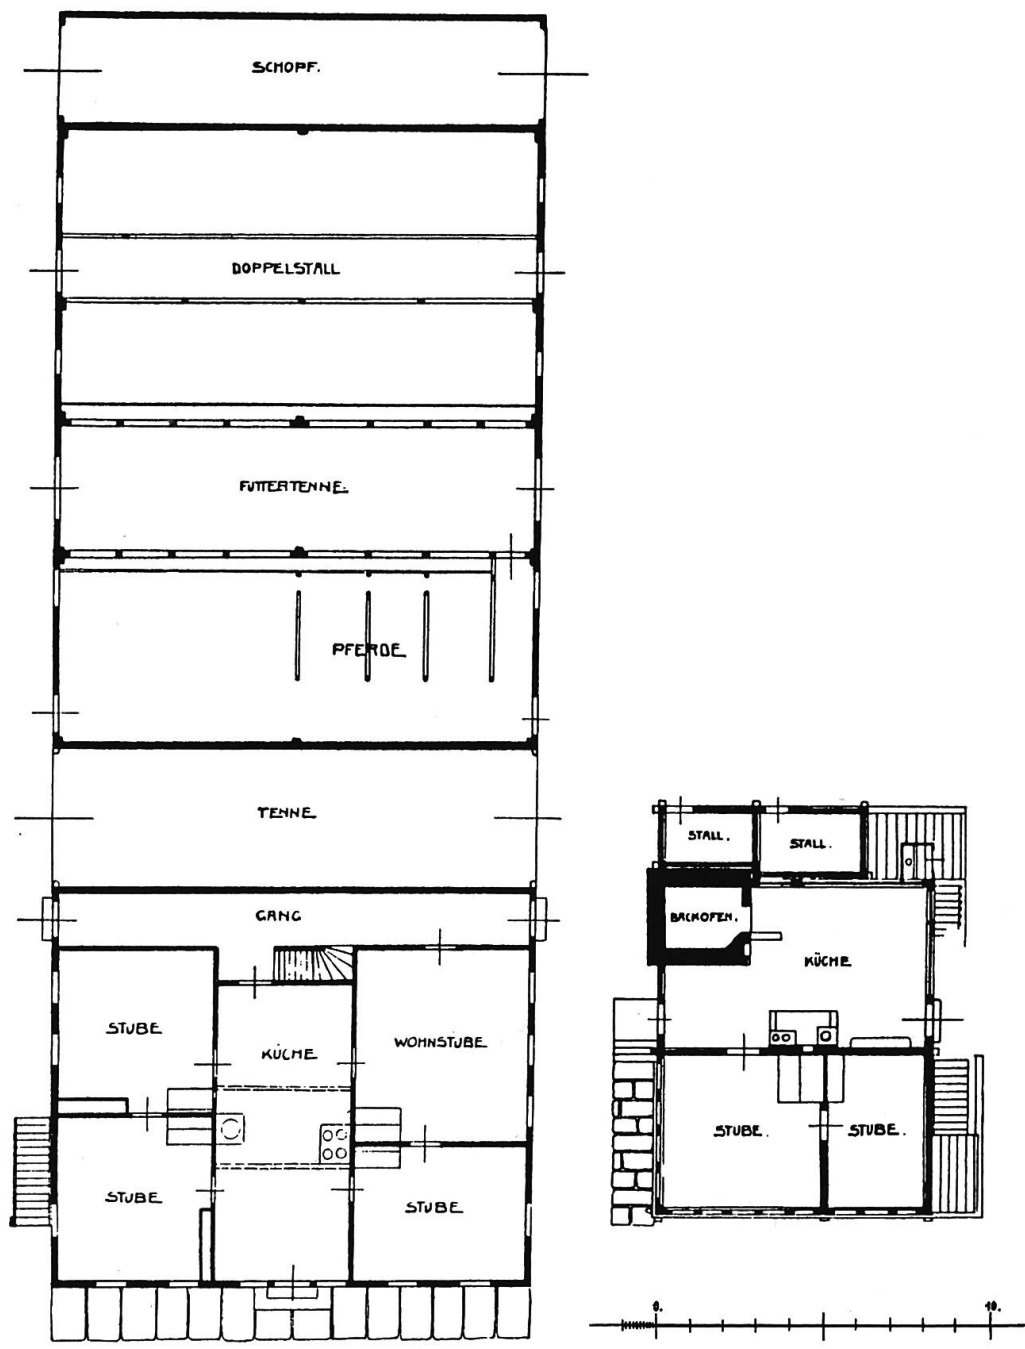 SCHOPF.
DOPPELSTALL
FUTTERTENNE.
PFERDE
TENNE
GANG
STUBE
KÜCHE
WOHNSTUBE
STUBE
STUBE
STALL.
STALL.
BACKOFEN.
KÜCHE
STUBE.
STUBE.
0.
10.